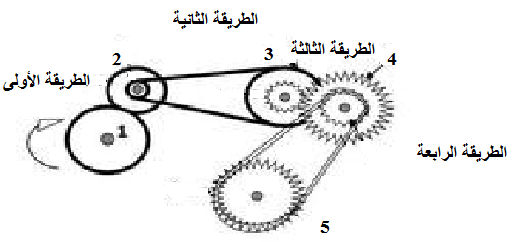 الطريقة الثانية
2
3
الطريقة الثالثة
4
الطريقة الأولى
1
الطريقة الرابعة
5